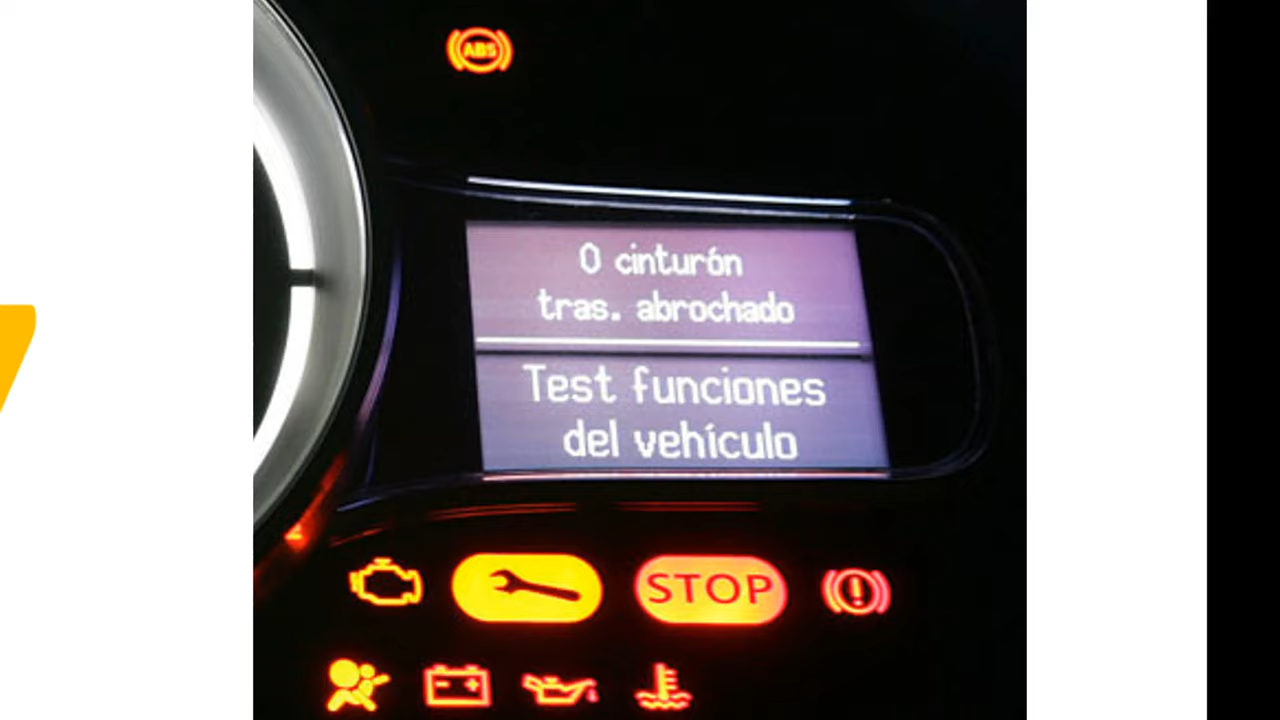 ABS
0 cinturón
tras. abrochado
Test funciones
del vehículo
STOP